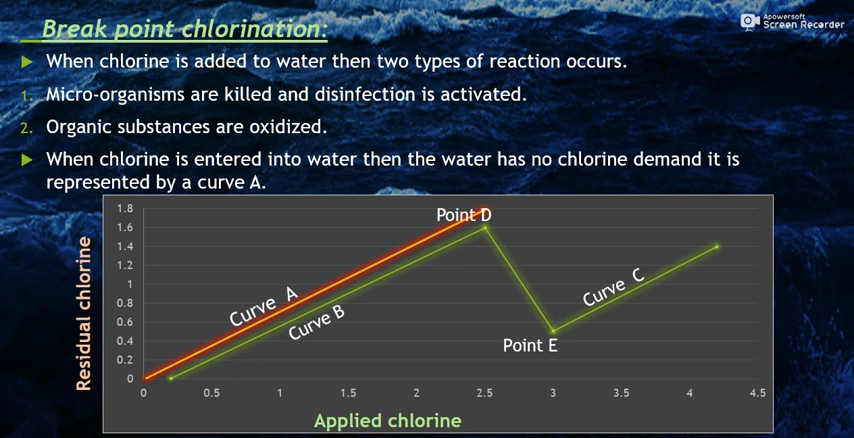 Apowersoft
Screen Recorder
Break point chlorination:
When chlorine is added to water then two types of reaction occurs.
1. Micro-organisms are killed and disinfection is activated.
2. Organic substances are oxidized.
When chlorine is entered into water then the water has no chlorine demand it is
represented by a curve A.
Residual chlorine
1.8
1.6
1.4
1.2
1
0.8
0.6
0.4
0.2
0
Point D
Curve A
Curve B
Curve C
Point E
0 0.5 1 1.5 2 2.5 3 3.5 4 4.5
Applied chlorine